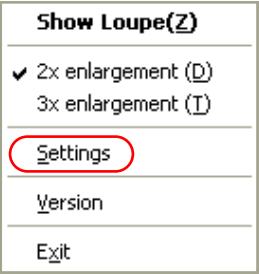 Show Loupe(Z)
2x enlargement (D)
3x enlargement (T)
Settings
Version
Exit